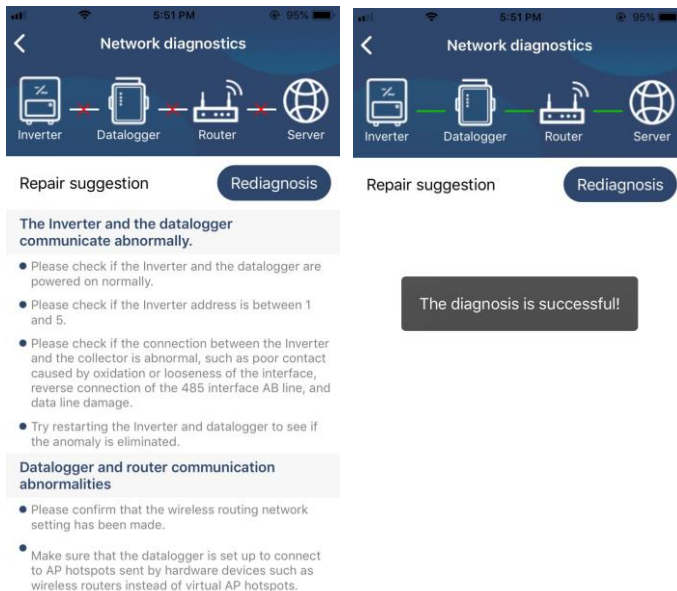 5:51 PM
95%
Network diagnostics
Inverter Datalogger Router Server
Repair suggestion
Rediagnosis
The Inverter and the datalogger
communicate abnormally.
Please check if the Inverter and the datalogger are
powered on normally.
Please check if the Inverter address is between 1
and 5.
Please check if the connection between the Inverter
and the collector is abnormal, such as poor contact
caused by oxidation or looseness of the interface,
reverse connection of the 485 interface AB line, and
data line damage.
Try restarting the Inverter and datalogger to see if
the anomaly is eliminated.
Datalogger and router communication
abnormalities
Please confirm that the wireless routing network
setting has been made.
Make sure that the datalogger is set up to connect
to AP hotspots sent by hardware devices such as
wireless routers instead of virtual AP hotspots.
5:51 PM
95%
Network diagnostics
Inverter Datalogger Router Server
Repair suggestion
Rediagnosis
The diagnosis is successful!